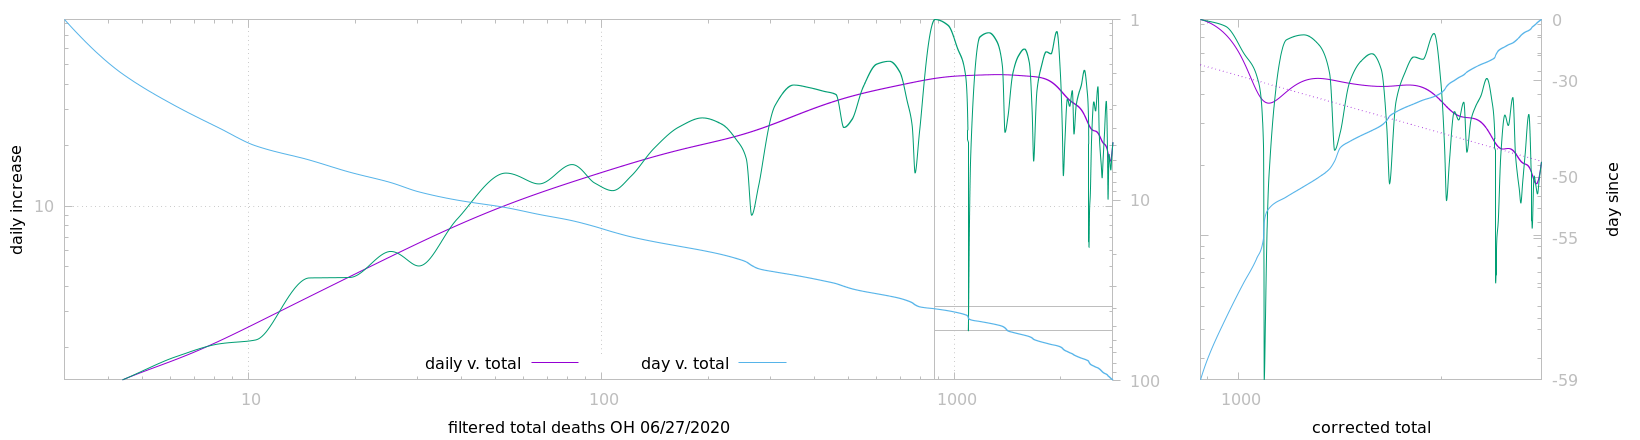 1
10
100
10
daily increase
daily v. total
day v. total
10
100
1000
filtered total deaths OH 06/27/2020
0
-30
-50
-55
-59
day since
1000
corrected total